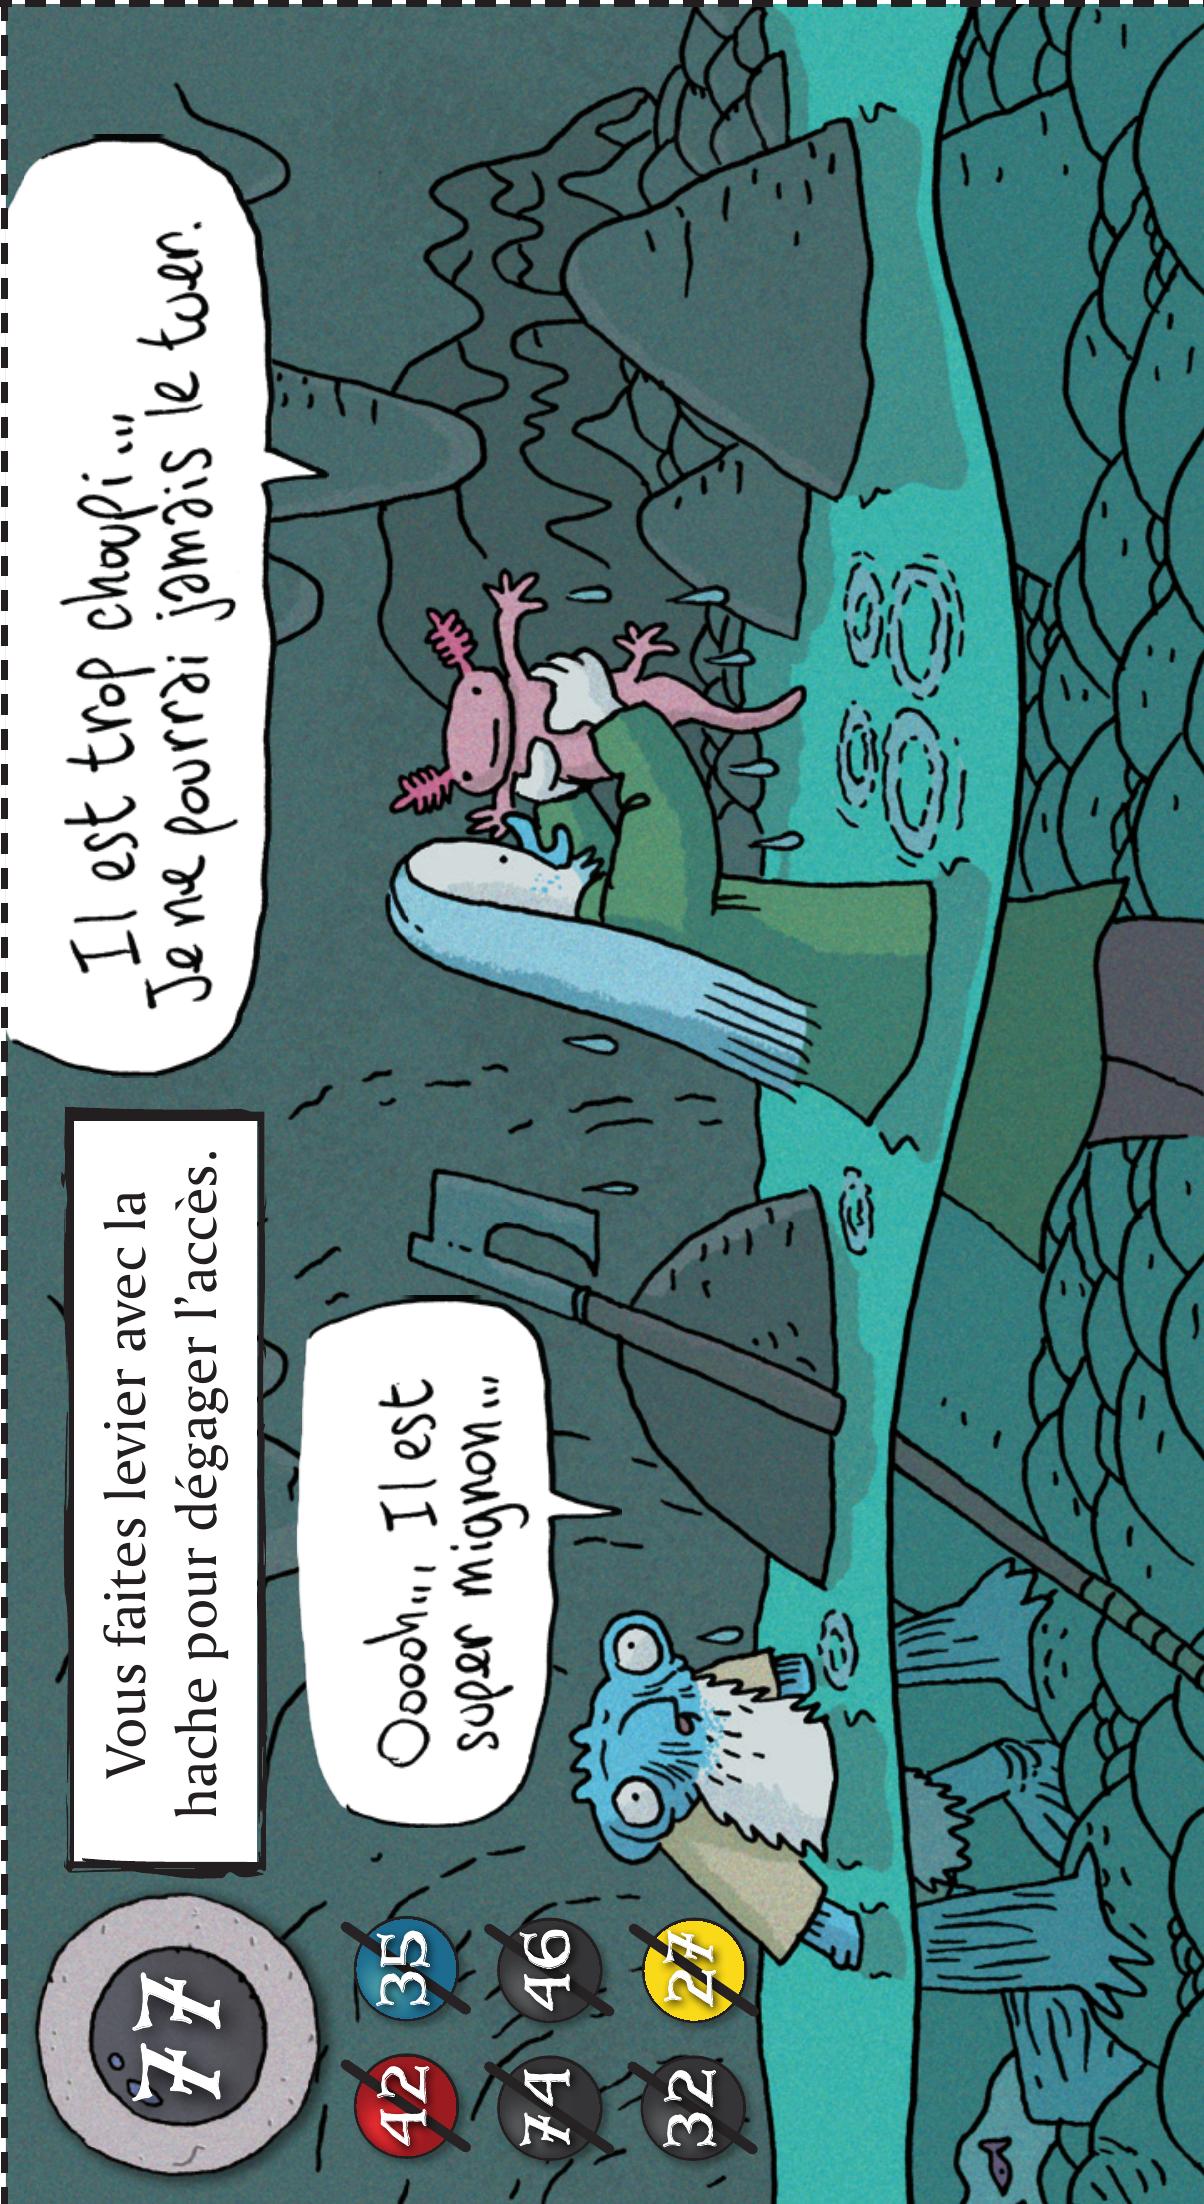 77
Vous faites levier avec la
hache pour dégager l'accès.
Il est trop choupi...
Je ne pourrai jamais le tuer.
Ooooh... Il est
super mignon...
42 35
74 46
32 27